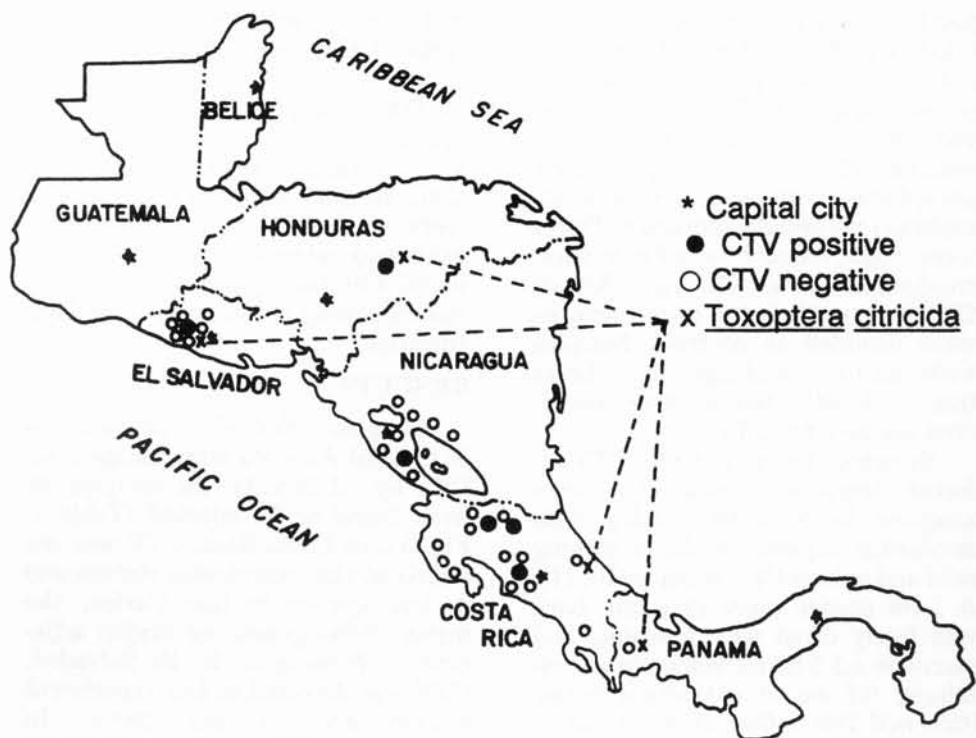 CARIBBEAN SEA
BELICE
GUATEMALA
HONDURAS
* Capital city
● CTV positive
○ CTV negative
x Toxoptera citricida
NICARAGUA
EL SALVADOR
PACIFIC OCEAN
COSTA
RICA
PANAMA